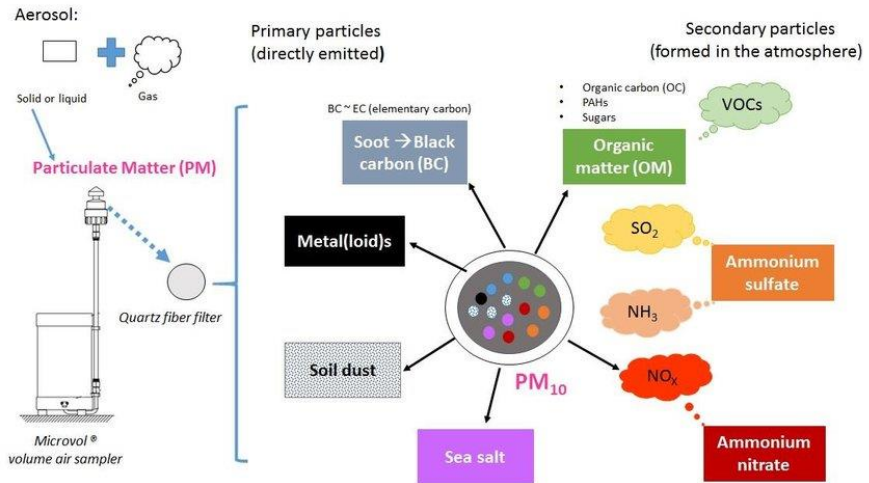 Aerosol:
Solid or liquid
Gas
Particulate Matter (PM)
Quartz fiber filter
Microvol ®
volume air sampler
Primary particles
(directly emitted)
BC ~ EC (elementary carbon)
Soot → Black
carbon (BC)
Metal(loid)s
Soil dust
Sea salt
PM₁₀
Secondary particles
(formed in the atmosphere)
• Organic carbon (OC)
• PAHs
• Sugars
VOCs
Organic
matter (OM)
SO₂
Ammonium
sulfate
NH₃
NOₓ
Ammonium
nitrate